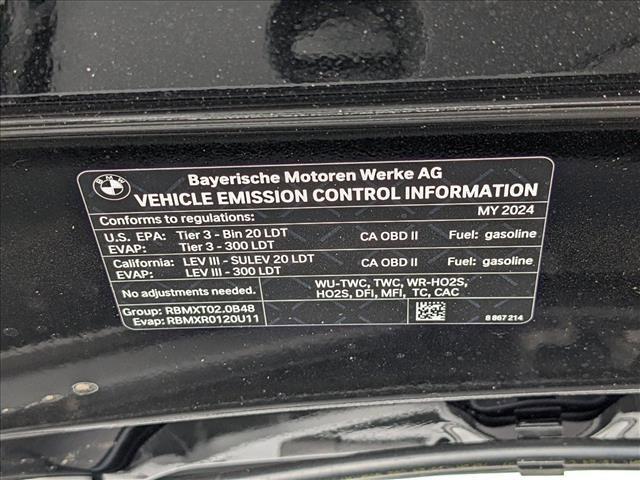 BMW
Bayerische Motoren Werke AG
VEHICLE EMISSION CONTROL INFORMATION
Conforms to regulations: MY 2024
U.S. EPA: Tier 3 - Bin 20 LDT CA OBD II Fuel: gasoline
EVAP: Tier 3 - 300 LDT
California: LEV III - SULEV 20 LDT CA OBD II Fuel: gasoline
EVAP: LEV III - 300 LDT
No adjustments needed. WU-TWC, TWC, WR-HO2S,
HO2S, DFI, MFI, TC, CAC
Group: RBMXT02.0B48
Evap: RBMXR0120U11 8 867 214